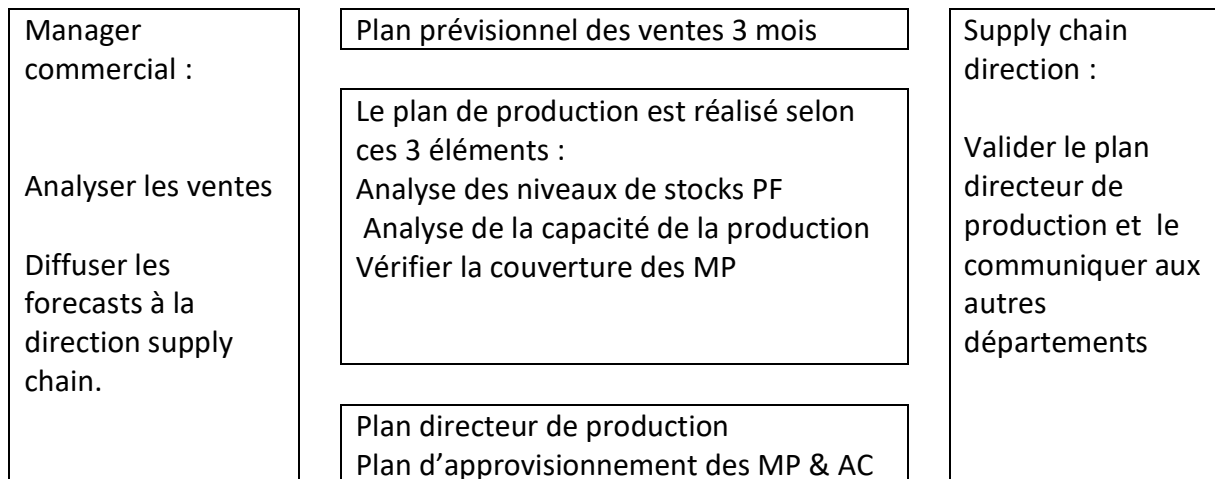 Manager
commercial :
Analyser les ventes
Diffuser les
forecasts à la
direction supply
chain.
Plan prévisionnel des ventes 3 mois
Le plan de production est réalisé selon
ces 3 éléments :
Analyse des niveaux de stocks PF
Analyse de la capacité de la production
Vérifier la couverture des MP
Plan directeur de production
Plan d’approvisionnement des MP & AC
Supply chain
direction :
Valider le plan
directeur de
production et le
communiquer aux
autres
départements